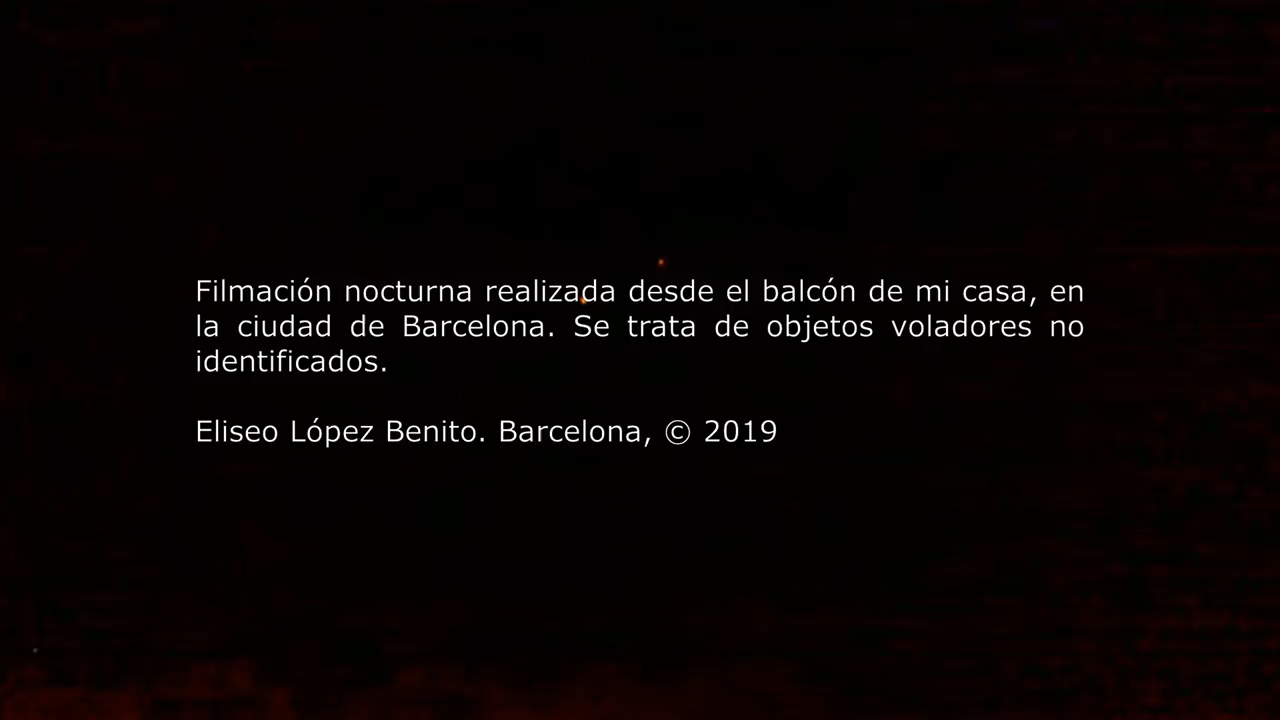 Filmación nocturna realizada desde el balcón de mi casa, en
la ciudad de Barcelona. Se trata de objetos voladores no
identificados.
Eliseo López Benito. Barcelona, © 2019